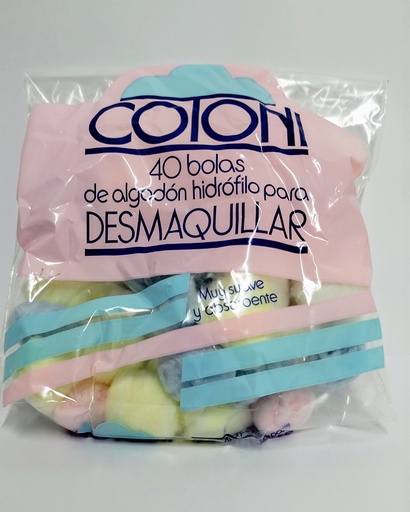 COTONI
40 bolas
de algodón hidrófilo para
DESMAQUILLAR
Muy suave
y absorbente